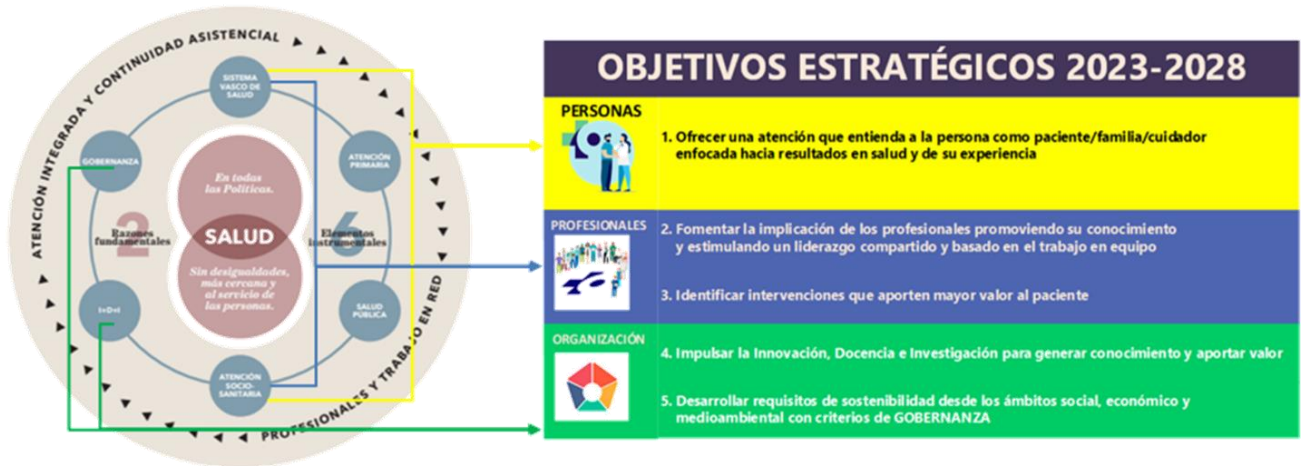 ATENCIÓN INTEGRADA Y CONTINUIDAD ASISTENCIAL
SISTEMA
VASCO DE
SALUD
GOBERNANZA
ATENCIÓN
PRIMARIA
En todas
las Políticas.
2
Razones
fundamentales
SALUD
6
Elementos
instrumentales
Sin desigualdades,
más cercana y
al servicio de
las personas.
I+D+I
SALUD
PÚBLICA
ATENCIÓN
SOCIO-
SANITARIA
PROFESIONALES Y TRABAJO EN RED
OBJETIVOS ESTRATÉGICOS 2023-2028
PERSONAS
1. Ofrecer una atención que entienda a la persona como paciente/familia/cuidador
enfocada hacia resultados en salud y de su experiencia
PROFESIONALES
2. Fomentar la implicación de los profesionales promoviendo su conocimiento
y estimulando un liderazgo compartido y basado en el trabajo en equipo
3. Identificar intervenciones que aporten mayor valor al paciente
ORGANIZACIÓN
4. Impulsar la Innovación, Docencia e Investigación para generar conocimiento y aportar valor
5. Desarrollar requisitos de sostenibilidad desde los ámbitos social, económico y
medioambiental con criterios de GOBERNANZA